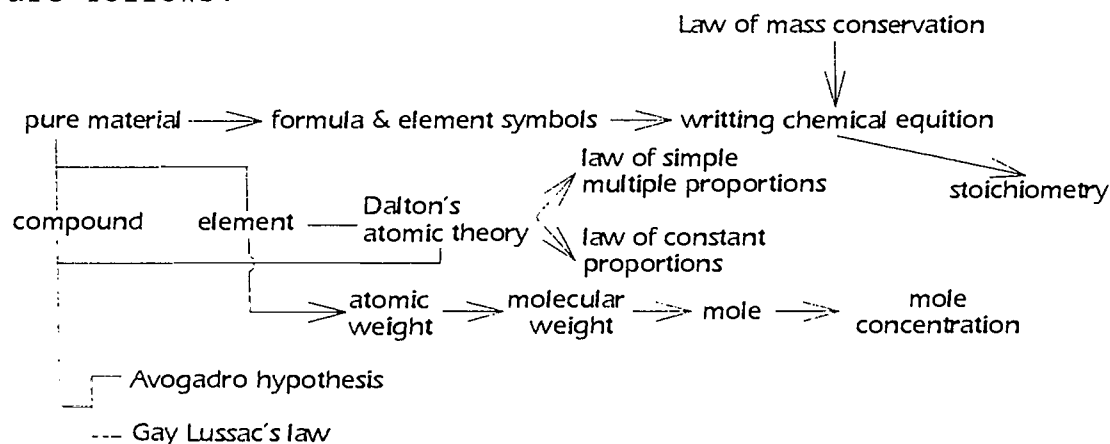 Law of mass conservation
pure material
formula & element symbols
writting chemical equition
law of simple
multiple proportions
stoichiometry
compound
element
Dalton's
atomic theory
law of constant
proportions
atomic
weight
molecular
weight
mole
mole
concentration
Avogadro hypothesis
Gay Lussac's law